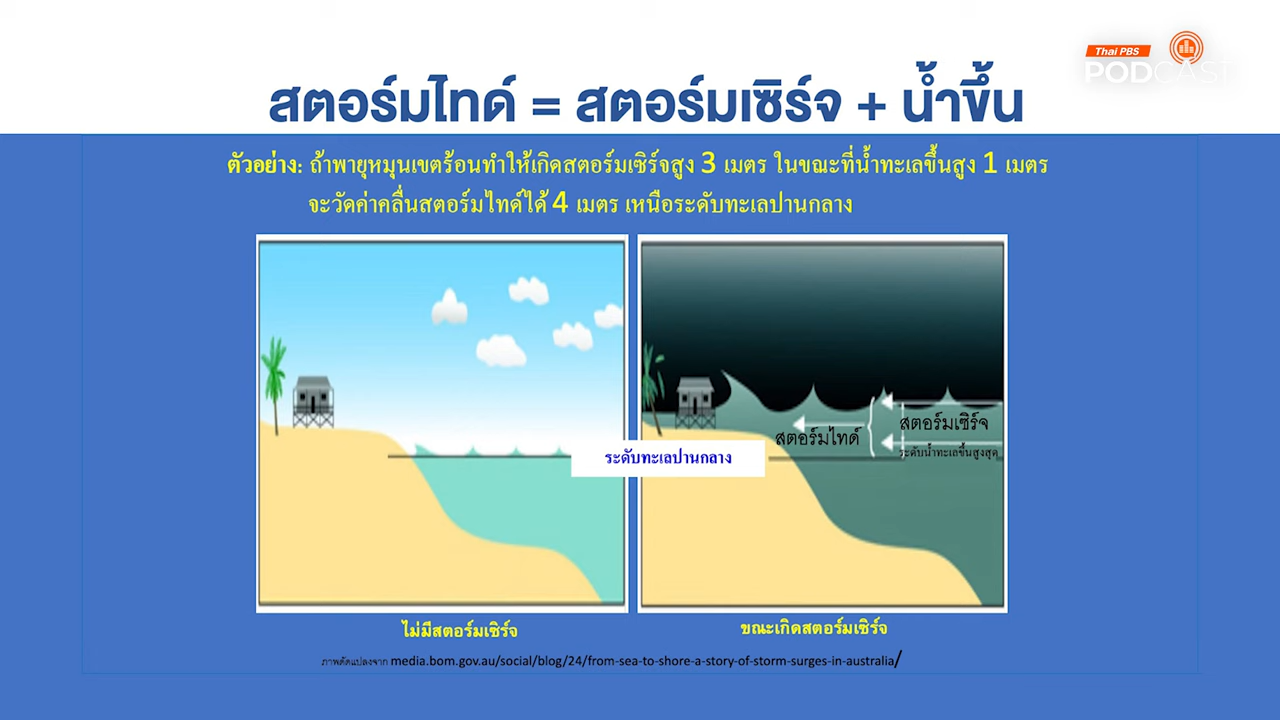 Thai PBS
PODCAST
สตอร์มไทด์ = สตอร์มเซิร์จ + น้ำขึ้น
ตัวอย่าง: ถ้าพายุหมุนเขตร้อนทำให้เกิดสตอร์มเซิร์จสูง 3 เมตร ในขณะที่น้ำทะเลขึ้นสูง 1 เมตร
จะวัดค่าคลื่นสตอร์มไทด์ได้ 4 เมตร เหนือระดับทะเลปานกลาง
สตอร์มเซิร์จ
สตอร์มไทด์
ระดับน้ำทะเลขึ้นสูงสุด
ระดับทะเลปานกลาง
ไม่มีสตอร์มเซิร์จ
ขณะเกิดสตอร์มเซิร์จ
ภาพดัดแปลงจาก media.bom.gov.au/social/blog/24/from-sea-to-shore-a-story-of-storm-surges-in-australia/